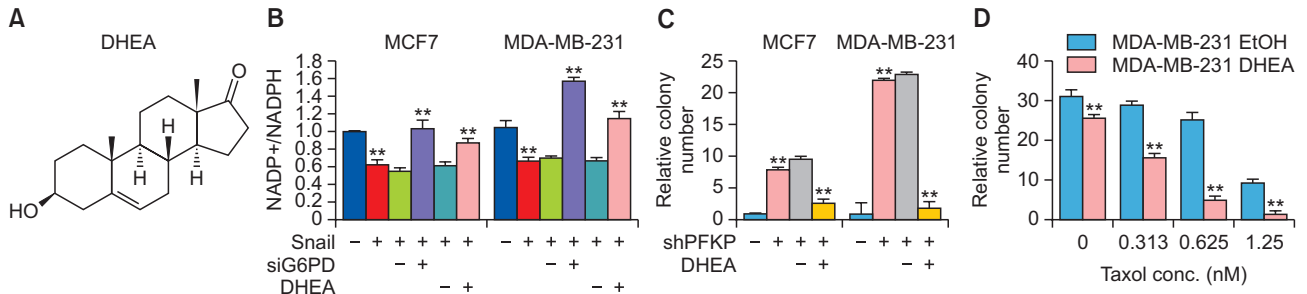 A
DHEA
O
H
H
H
HO
B
MCF7
MDA-MB-231
NADP+/NADPH
1.8
1.6
1.4
1.2
1.0
0.8
0.6
0.4
0.2
0
**
**
**
**
**
**
Snail
– + + + + + – + + + + +
siG6PD
– + – +
DHEA
– + – +
C
MCF7
MDA-MB-231
Relative colony
number
25
20
15
10
5
0
**
**
**
**
shPFKP
– + + + – + + +
DHEA
– + – +
D
MDA-MB-231 EtOH
MDA-MB-231 DHEA
Relative colony
number
40
30
20
10
0
**
**
**
**
0 0.313 0.625 1.25
Taxol conc. (nM)